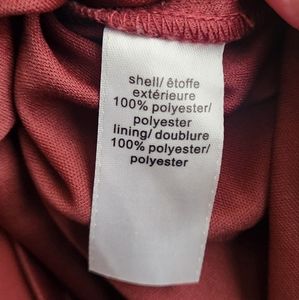 shell/ étoffe
extérieure
100% polyester/
polyester
lining/ doublure
100% polyester/
polyester